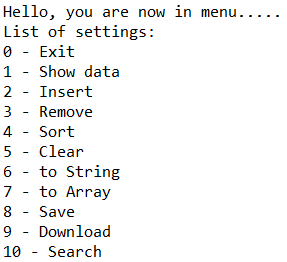 Hello, you are now in menu.....
List of settings:
0 - Exit
1 - Show data
2 - Insert
3 - Remove
4 - Sort
5 - Clear
6 - to String
7 - to Array
8 - Save
9 - Download
10 - Search